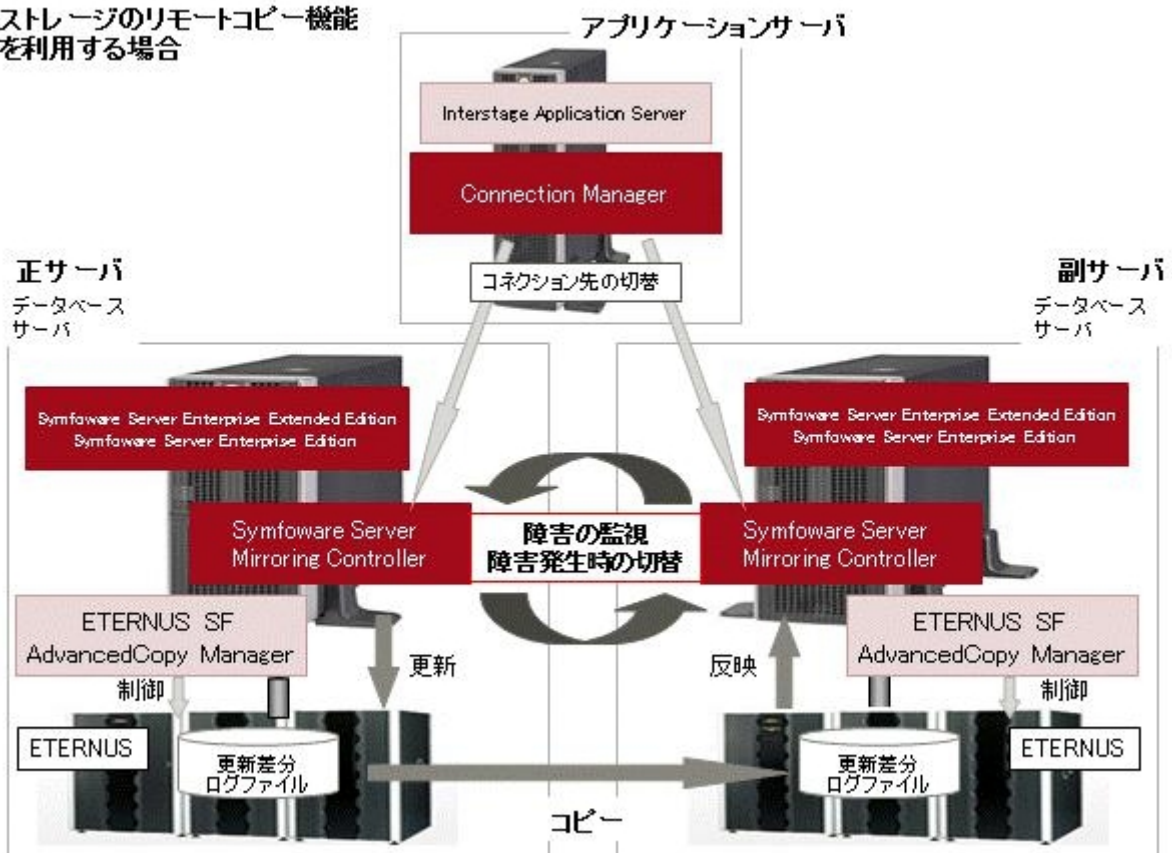 ストレージのリモートコピー機能
を利用する場合
アプリケーションサーバ
Interstage Application Server
Connection Manager
コネクション先の切替
正サーバ
データベース
サーバ
副サーバ
データベース
サーバ
Symfoware Server Enterprise Extended Edition
Symfoware Server Enterprise Edition
Symfoware Server Enterprise Extended Edition
Symfoware Server Enterprise Edition
Symfoware Server
Mirroring Controller
障害の監視
障害発生時の切替
Symfoware Server
Mirroring Controller
ETERNUS SF
AdvancedCopy Manager
制御
更新
反映
ETERNUS SF
AdvancedCopy Manager
制御
ETERNUS
更新差分
ログファイル
更新差分
ログファイル
ETERNUS
コピー